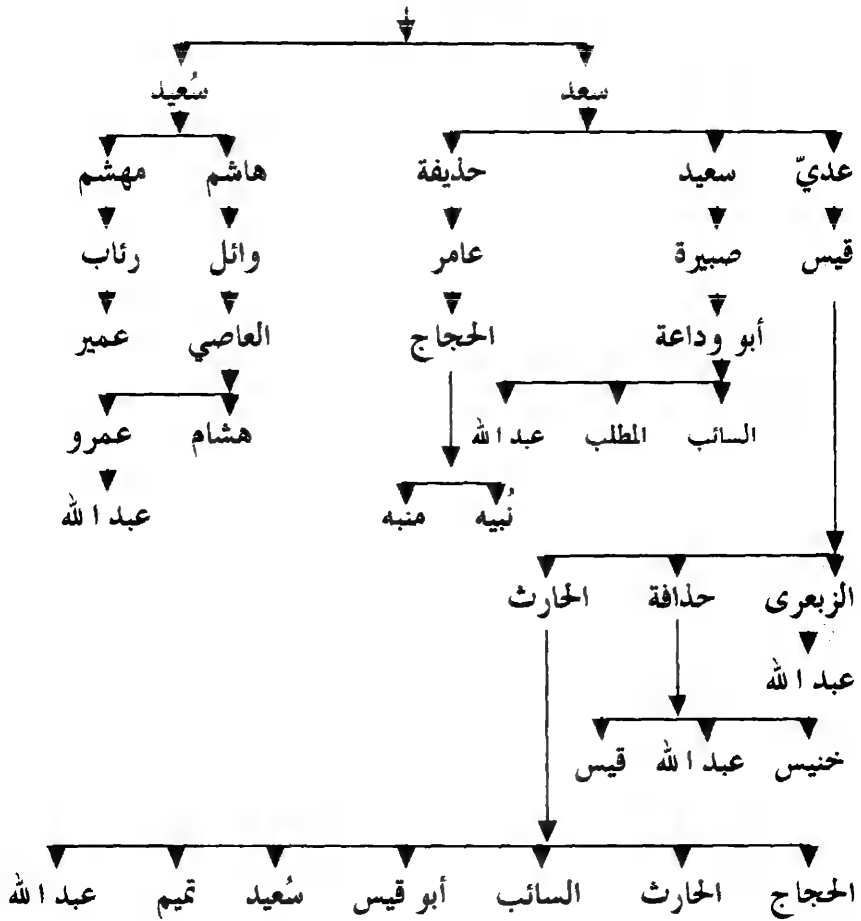 سعد سُعيد
عديّ سعيد حذيفة هاشم مهشم
قيس صبيرة عامر وائل رئاب
أبو وداعة الحجاج العاصي عمير
السائب المطلب عبد الله هشام عمرو
نُبيه منبه عبد الله
الزبعرى حذافة الحارث
عبد الله
خنيس عبد الله قيس
الحجاج الحارث السائب أبو قيس سُعيد تميم عبد الله